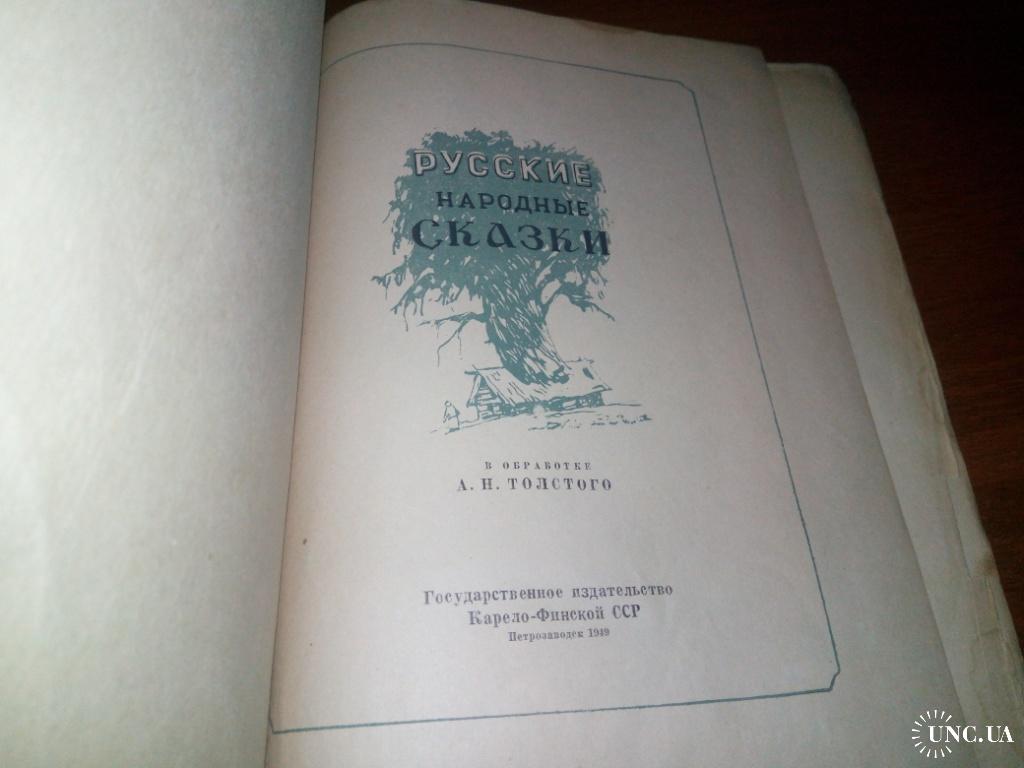 РУССКИЕ
НАРОДНЫЕ
СКАЗКИ
В ОБРАБОТКЕ
А. Н. ТОЛСТОГО
Государственное издательство
Карело-Финской ССР
Петрозаводск 1949
UNC.UA